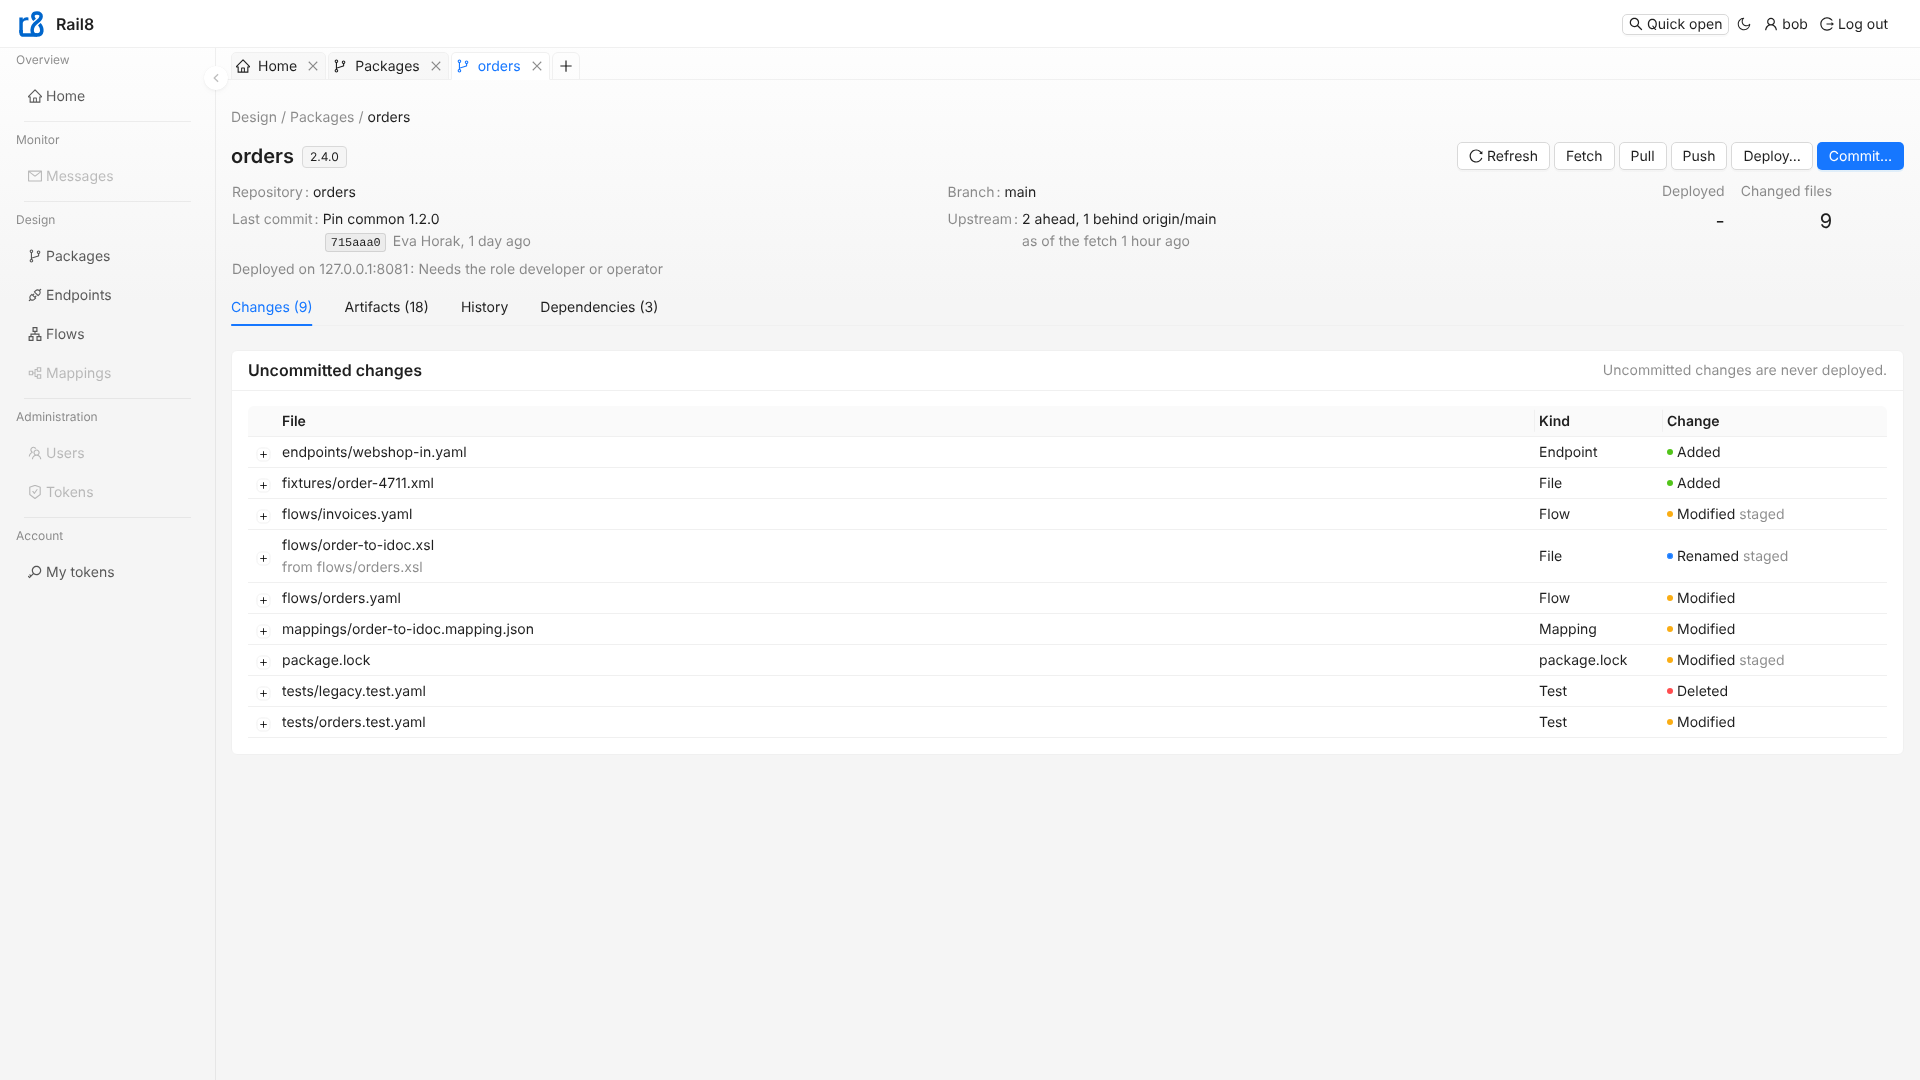 Rail8
Quick open
bob
Log out
Overview
Home
Monitor
Messages
Design
Packages
Endpoints
Flows
Mappings
Administration
Users
Tokens
Account
My tokens
Home
Packages
orders
Design / Packages / orders
orders 2.4.0
Refresh
Fetch
Pull
Push
Deploy...
Commit...
Repository: orders
Branch: main
Deployed
-
Changed files
9
Last commit: Pin common 1.2.0
715aaa0 Eva Horak, 1 day ago
Upstream: 2 ahead, 1 behind origin/main
as of the fetch 1 hour ago
Deployed on 127.0.0.1:8081: Needs the role developer or operator
Changes (9)
Artifacts (18)
History
Dependencies (3)
Uncommitted changes
Uncommitted changes are never deployed.
File Kind Change
endpoints/webshop-in.yaml Endpoint Added
fixtures/order-4711.xml File Added
flows/invoices.yaml Flow Modified staged
flows/order-to-idoc.xsl File Renamed staged
from flows/orders.xsl
flows/orders.yaml Flow Modified
mappings/order-to-idoc.mapping.json Mapping Modified
package.lock package.lock Modified staged
tests/legacy.test.yaml Test Deleted
tests/orders.test.yaml Test Modified